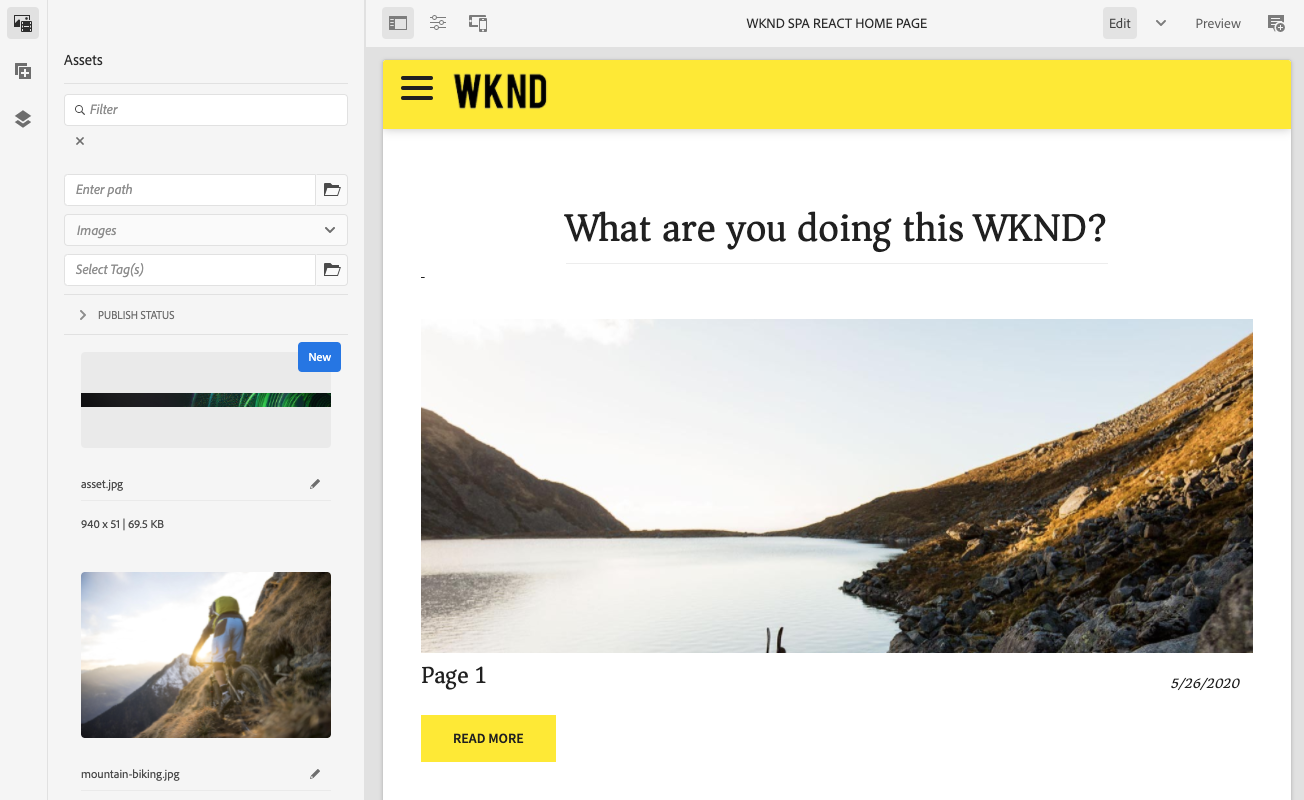 Assets
Filter
Enter path
Images
Select Tag(s)
PUBLISH STATUS
New
asset.jpg
940 x 51 | 69.5 KB
mountain-biking.jpg
WKND SPA REACT HOME PAGE
Edit
Preview
WKND
What are you doing this WKND?
-
Page 1
5/26/2020
READ MORE